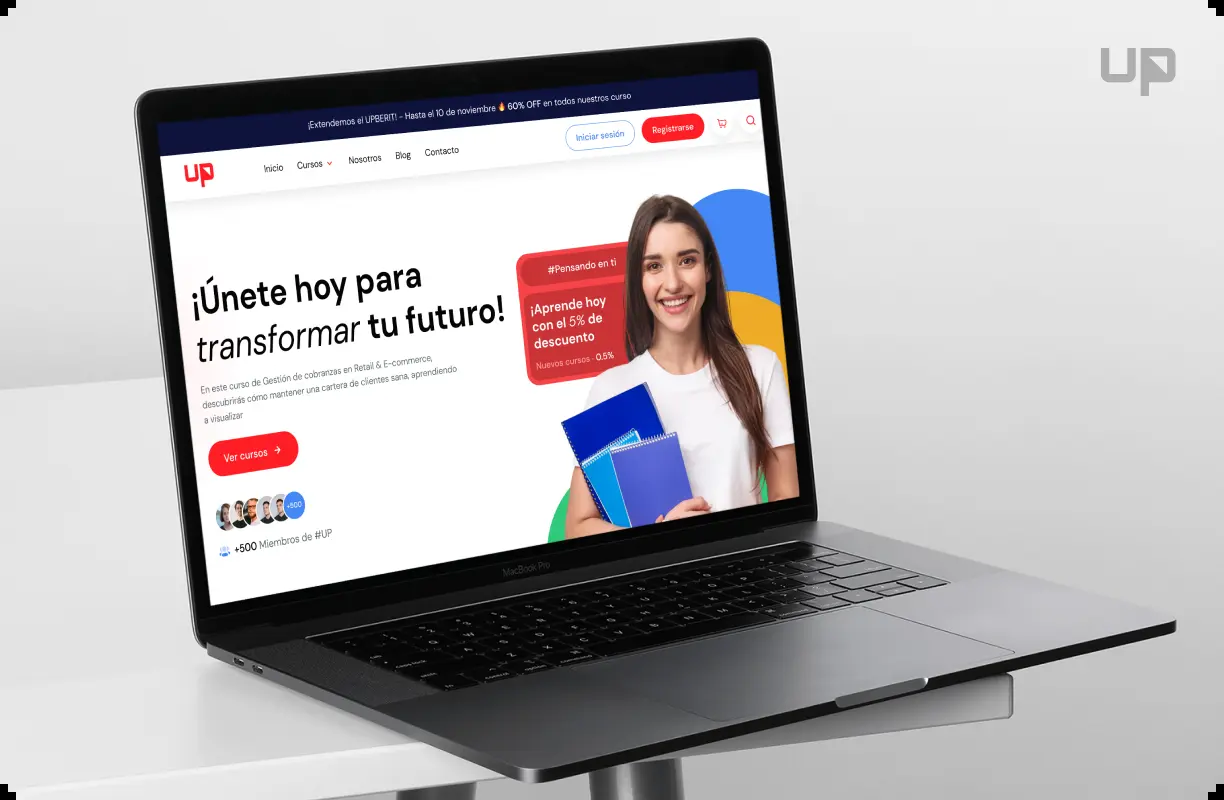 UP
¡Extendemos el UPBERIT! - Hasta el 10 de noviembre 🔥 60% OFF en todos nuestros curso
UP
Inicio
Cursos
Nosotros
Blog
Contacto
Iniciar sesión
Registrarse
¡Únete hoy para
transformar tu futuro!
En este curso de Gestión de cobranzas en Retail & E-commerce,
descubrirás cómo mantener una cartera de clientes sana, aprendiendo
a visualizar
Ver cursos →
+500
+500 Miembros de #UP
#Pensando en ti
¡Aprende hoy
con el 5% de
descuento
Nuevos cursos · 0.5%
MacBook Pro